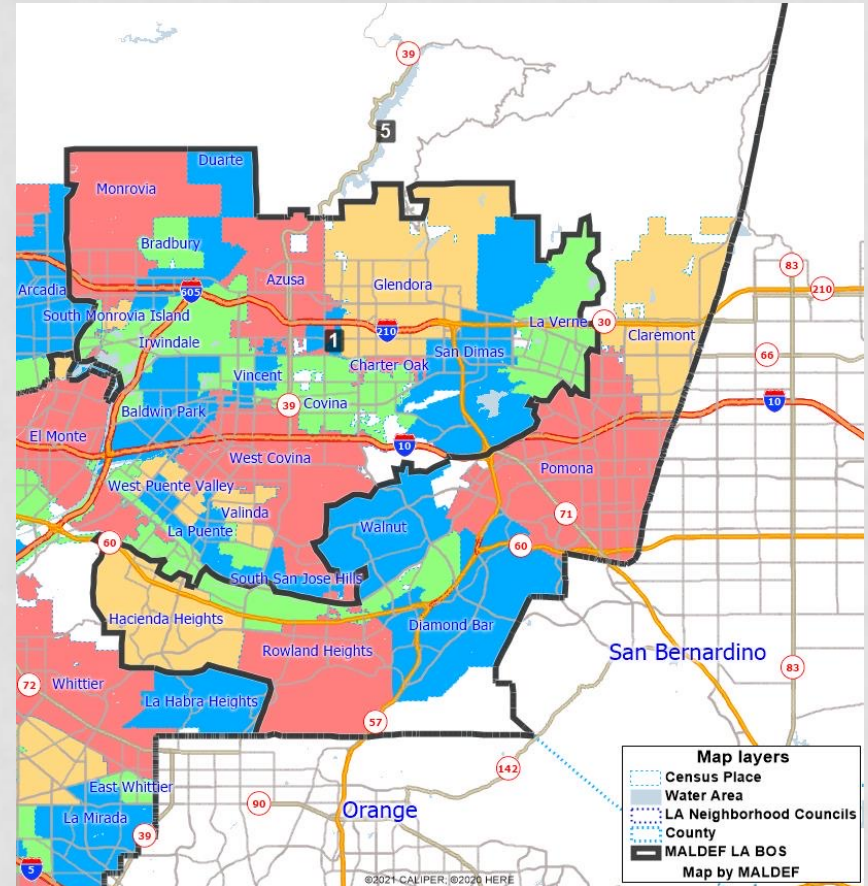 39
5
Duarte
Monrovia
Bradbury
83
Arcadia
605
Azusa
Glendora
210
South Monrovia Island
La Verne
30
1
210
Claremont
Irwindale
San Dimas
66
Vincent
Charter Oak
39
Covina
10
Baldwin Park
El Monte
10
West Covina
Pomona
West Puente Valley
Valinda
71
Walnut
La Puente
60
60
South San Jose Hills
Hacienda Heights
Diamond Bar
Rowland Heights
San Bernardino
83
72
Whittier
La Habra Heights
57
142
Map layers
Census Place
East Whittier
Water Area
90
Orange
LA Neighborhood Councils
La Mirada
39
County
MALDEF LA BOS
5
Map by MALDEF
©2021 CALIPER; ©2020 HERE